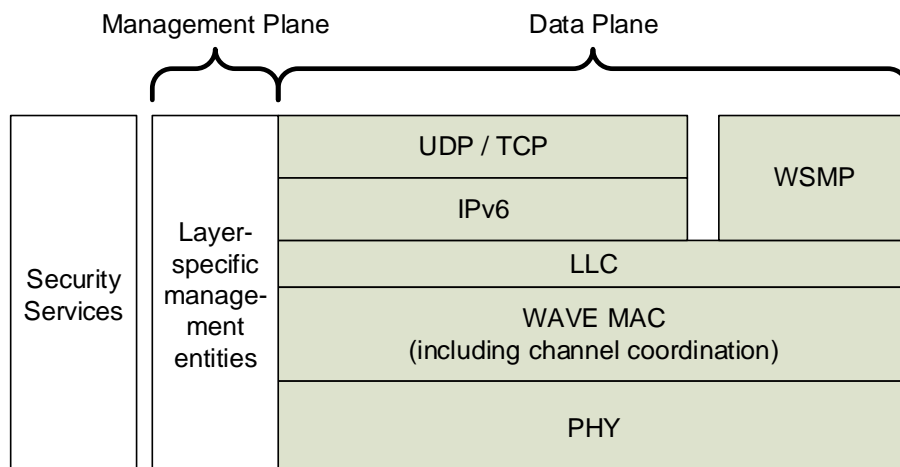 Management Plane
Data Plane
Security
Services
Layer-
specific
manage-
ment
entities
UDP / TCP
IPv6
WSMP
LLC
WAVE MAC
(including channel coordination)
PHY